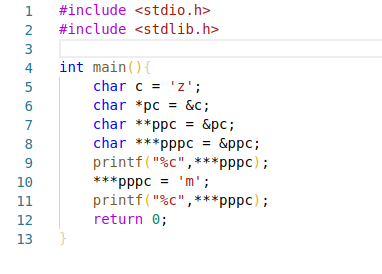 1 #include <stdio.h>
2 #include <stdlib.h>
3
4 int main(){
5     char c = 'z';
6     char *pc = &c;
7     char **ppc = &pc;
8     char ***pppc = &ppc;
9     printf("%c",***pppc);
10     ***pppc = 'm';
11     printf("%c",***pppc);
12     return 0;
13 }